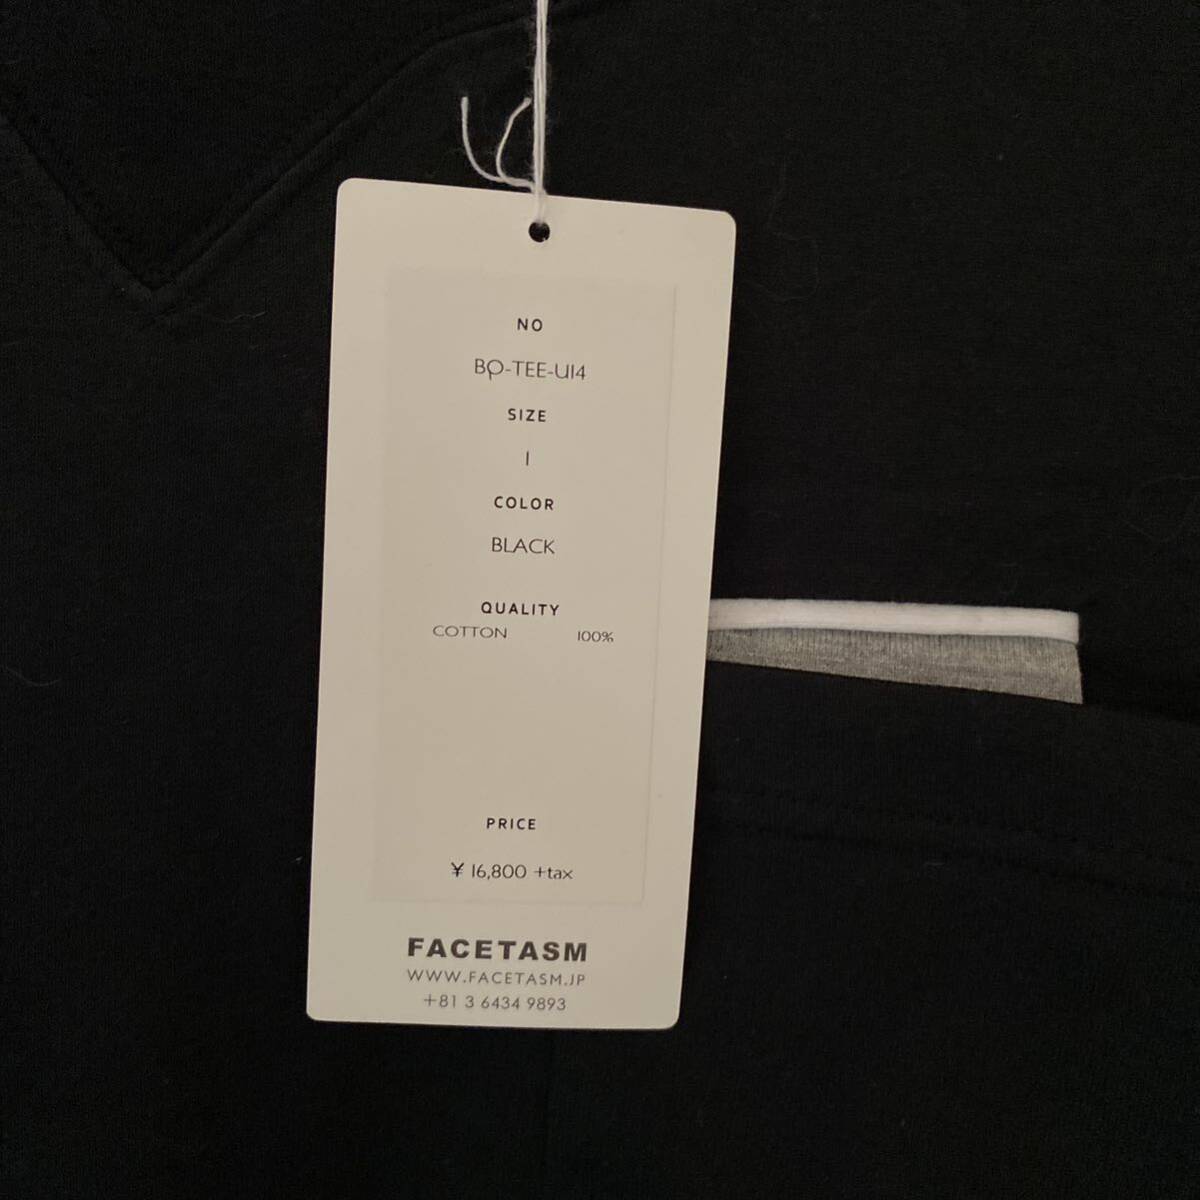 NO
BQ-TEE-U14
SIZE
1
COLOR
BLACK
QUALITY
COTTON 100%
PRICE
¥ 16,800 +tax
FACETASM
WWW.FACETASM.JP
+81 3 6434 9893